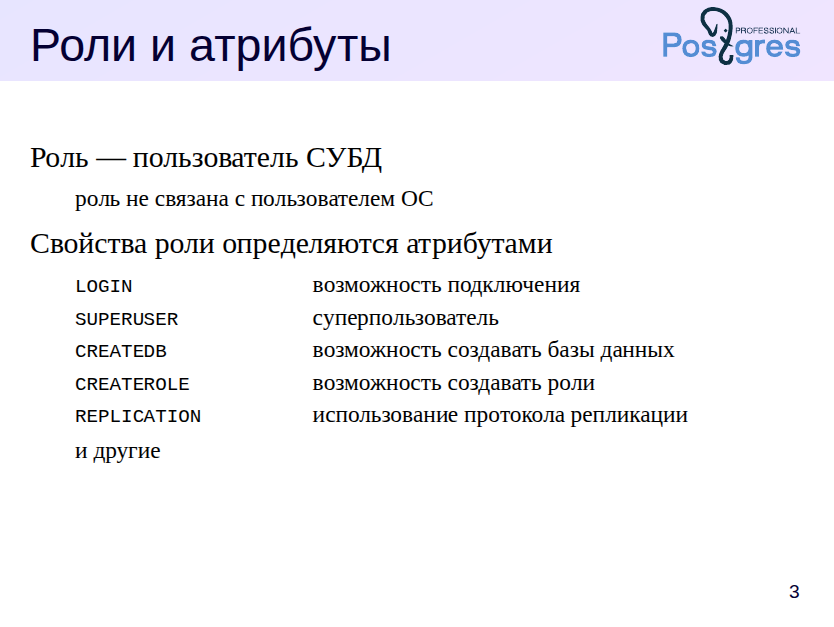 Роли и атрибуты
PROFESSIONAL
Postgres
Роль — пользователь СУБД
роль не связана с пользователем ОС
Свойства роли определяются атрибутами
LOGIN возможность подключения
SUPERUSER суперпользователь
CREATEDB возможность создавать базы данных
CREATEROLE возможность создавать роли
REPLICATION использование протокола репликации
и другие
3